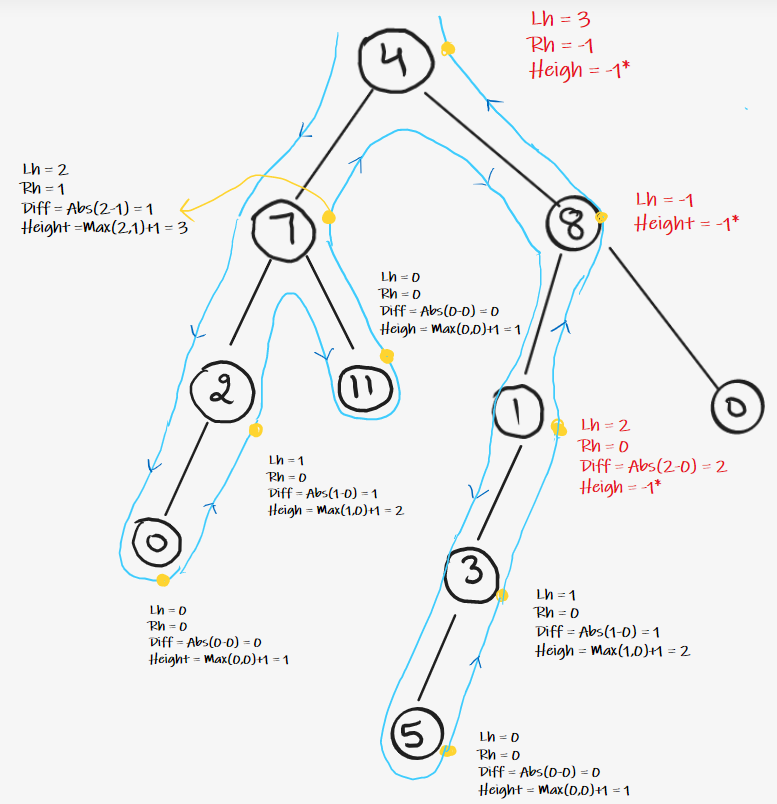 Lh = 3
Rh = -1
Heigh = -1*
4
Lh = 2
Rh = 1
Diff = Abs(2-1) = 1
Height =Max(2,1)+1 = 3
7
8
Lh = -1
Height = -1*
Lh = 0
Rh = 0
Diff = Abs(0-0) = 0
Heigh = Max(0,0)+1 = 1
2
11
1
0
Lh = 2
Rh = 0
Diff = Abs(2-0) = 2
Heigh = -1*
Lh = 1
Rh = 0
Diff = Abs(1-0) = 1
Heigh = Max(1,0)+1 = 2
0
3
Lh = 0
Rh = 0
Diff = Abs(0-0) = 0
Height = Max(0,0)+1 = 1
Lh = 1
Rh = 0
Diff = Abs(1-0) = 1
Heigh = Max(1,0)+1 = 2
5
Lh = 0
Rh = 0
Diff = Abs(0-0) = 0
Height = Max(0,0)+1 = 1